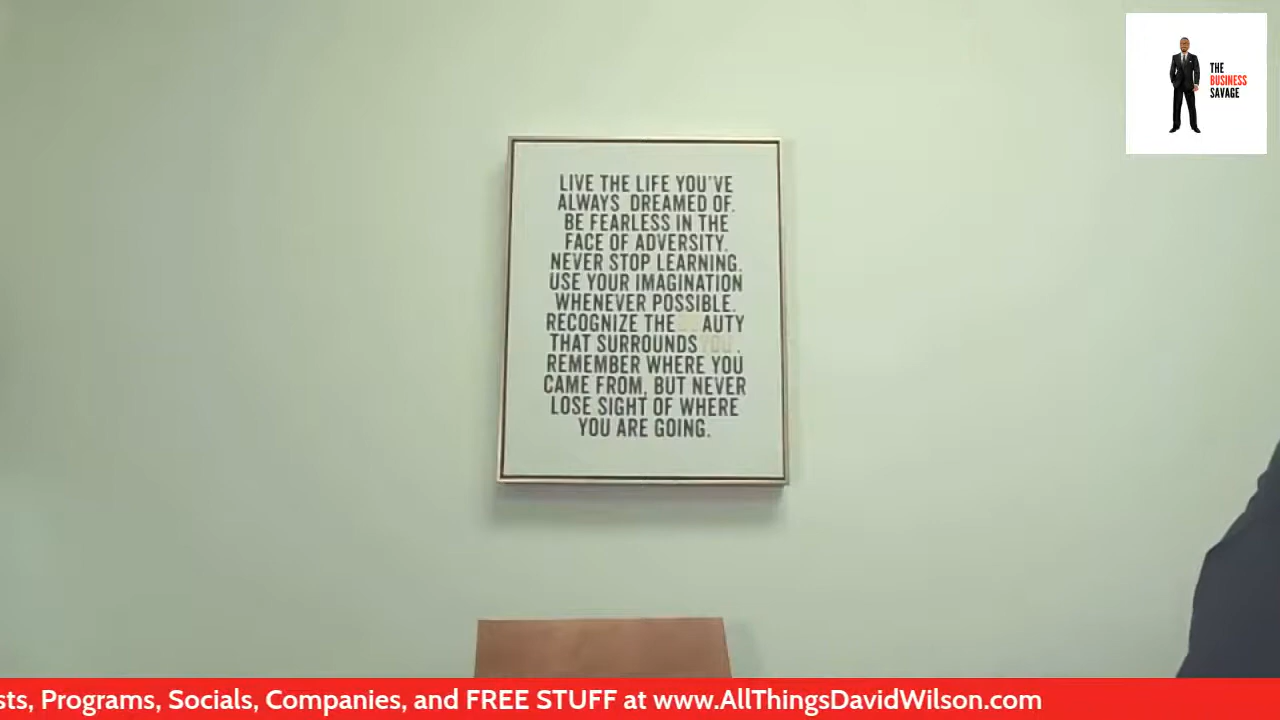 THE
BUSINESS
SAVAGE
LIVE THE LIFE YOU'VE
ALWAYS DREAMED OF.
BE FEARLESS IN THE
FACE OF ADVERSITY.
NEVER STOP LEARNING.
USE YOUR IMAGINATION
WHENEVER POSSIBLE.
RECOGNIZE THE BEAUTY
THAT SURROUNDS YOU.
REMEMBER WHERE YOU
CAME FROM, BUT NEVER
LOSE SIGHT OF WHERE
YOU ARE GOING.
sts, Programs, Socials, Companies, and FREE STUFF at www.AllThingsDavidWilson.com